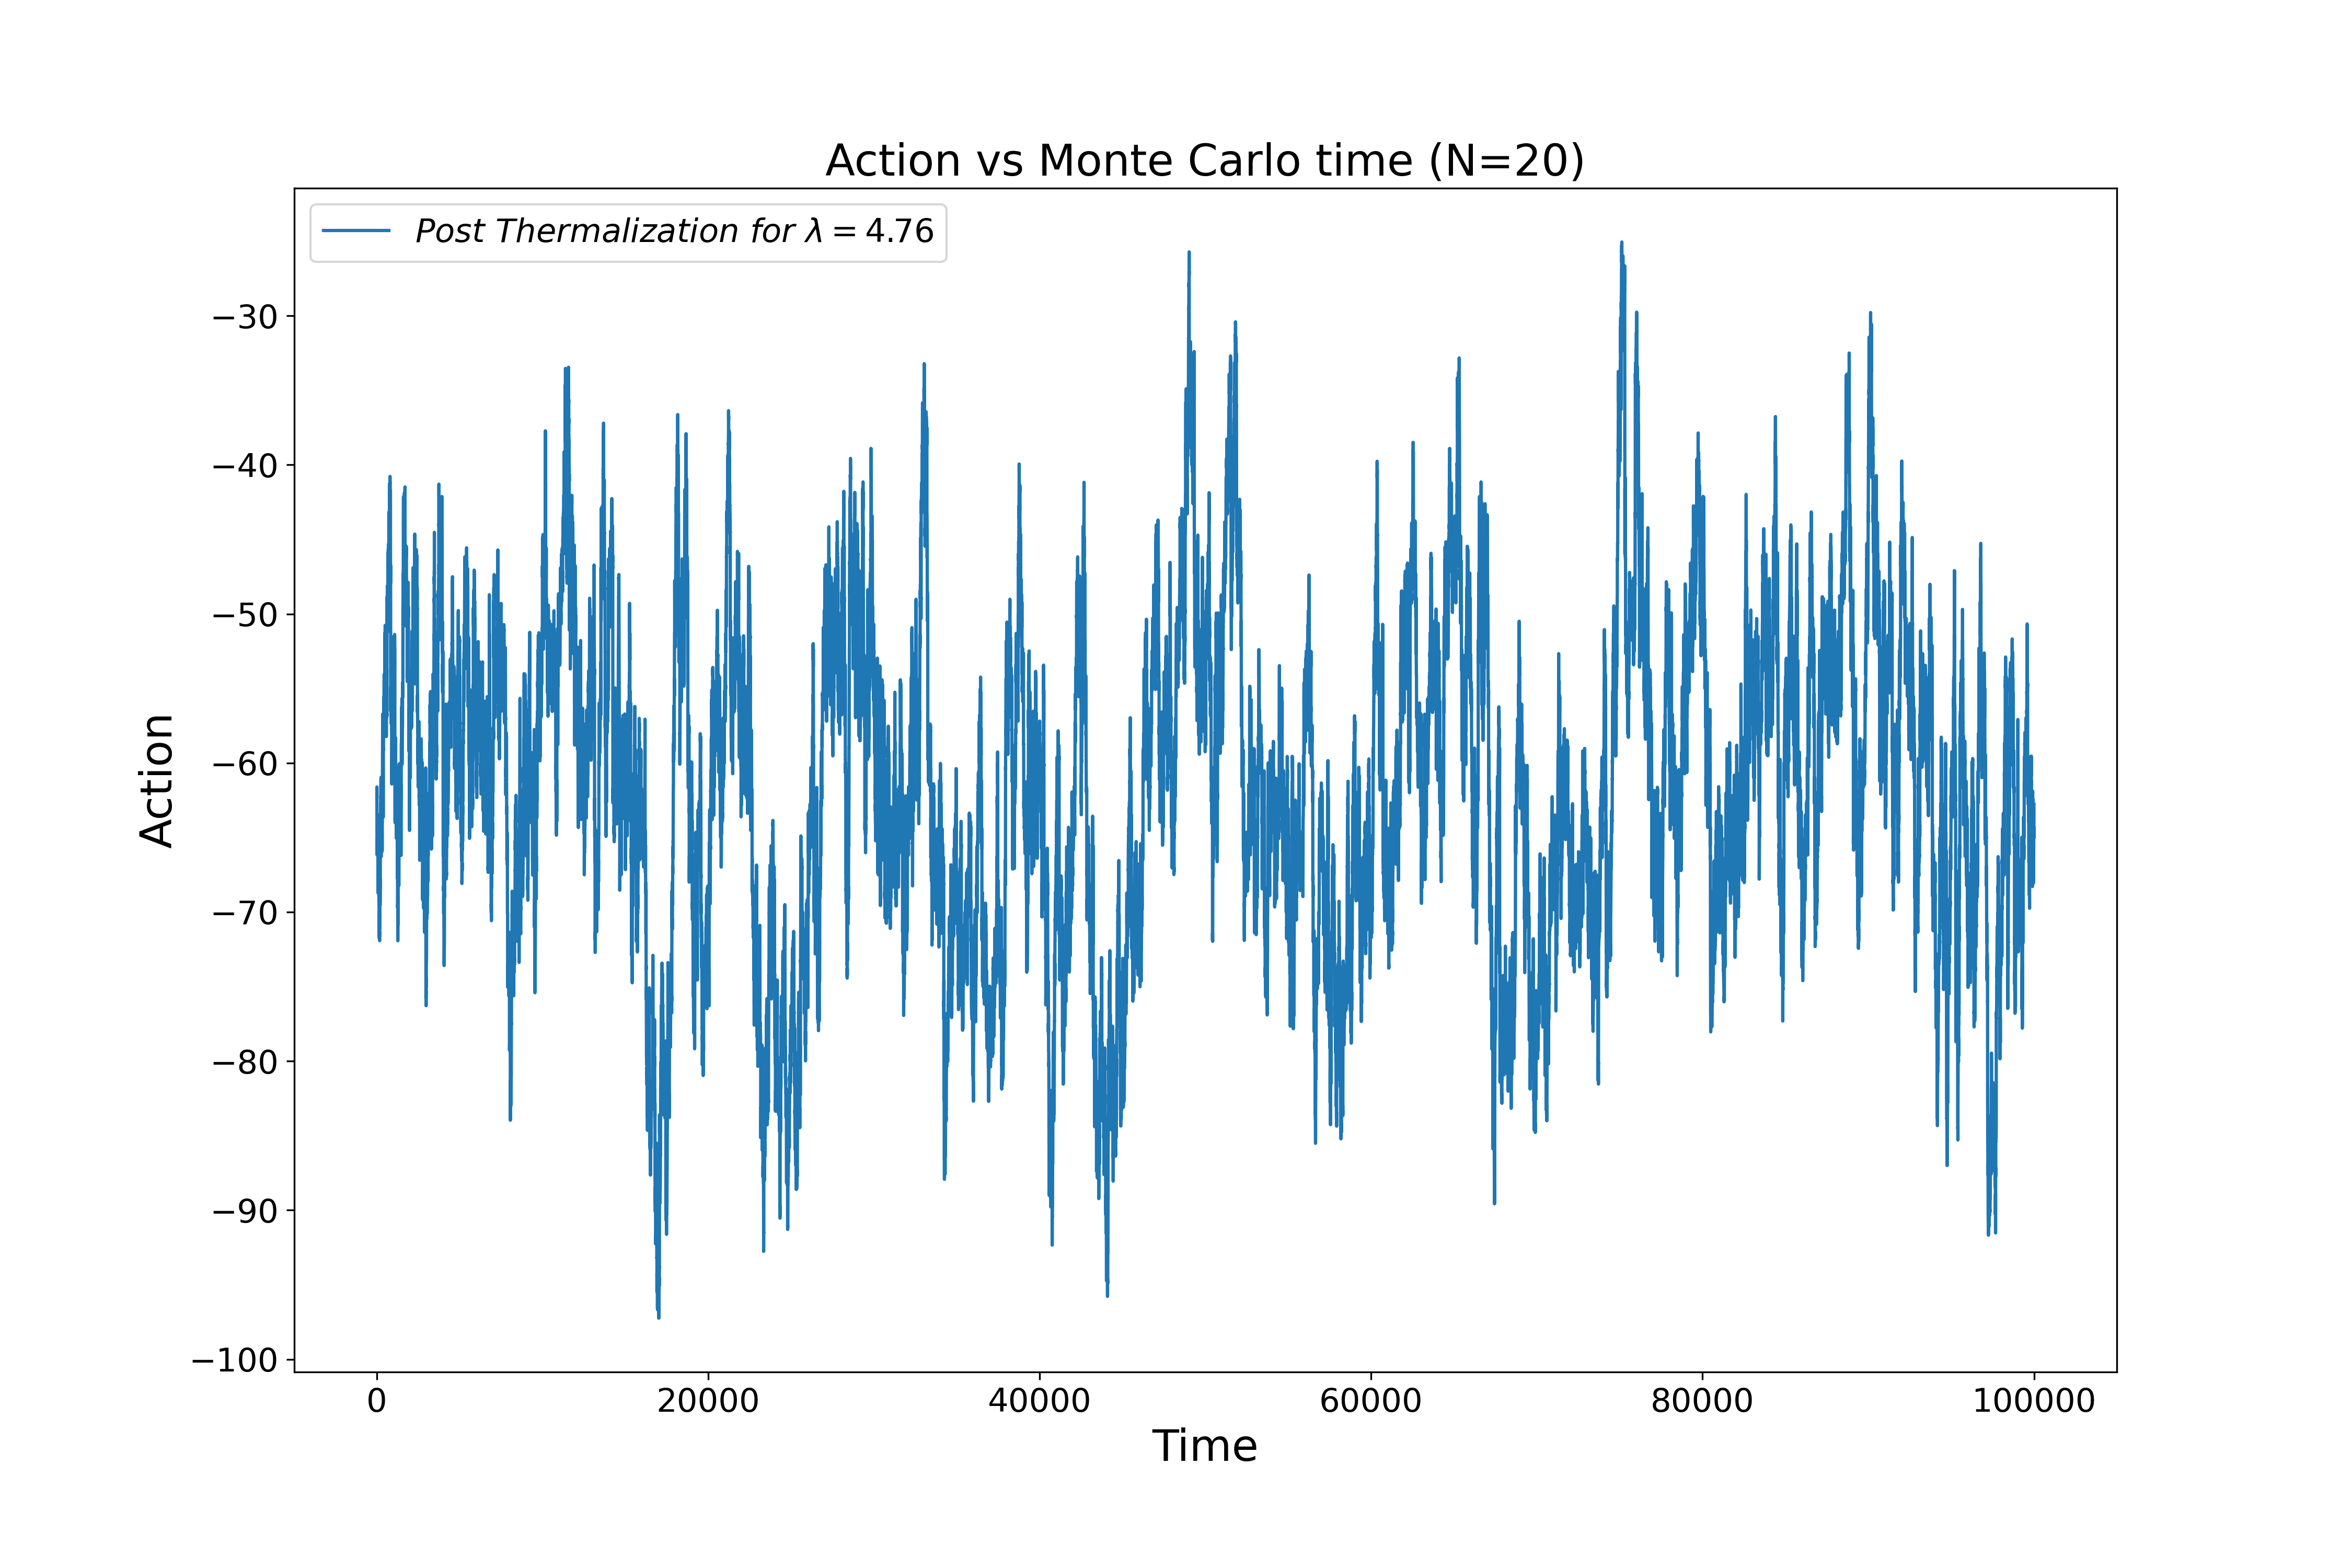 Action vs Monte Carlo time (N=20)
Post Thermalization for λ = 4.76
Action
−30
−40
−50
−60
−70
−80
−90
−100
0 20000 40000 60000 80000 100000
Time